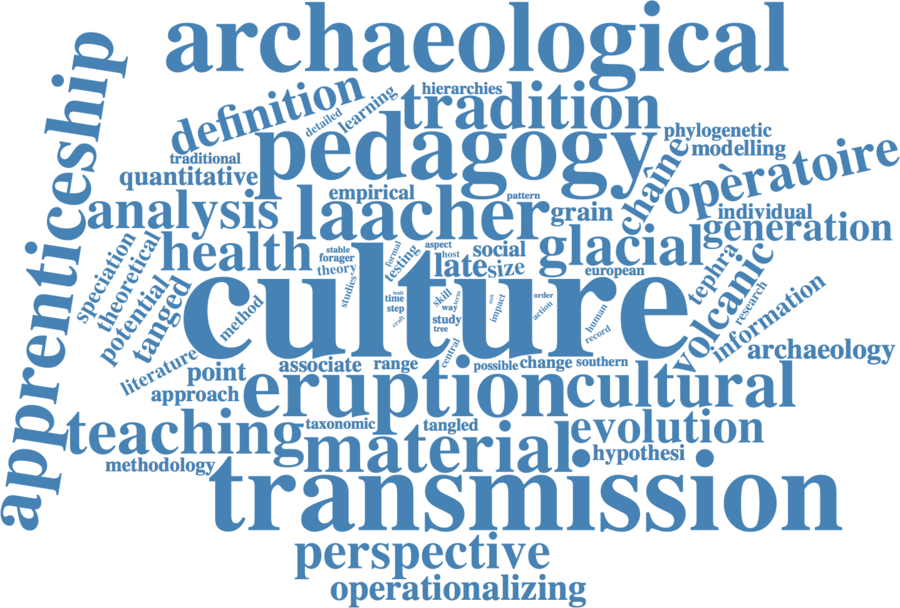 archaeological
apprenticeship
definition
detailed
learning
hierarchies
tradition
pedagogy
phylogenetic
modelling
traditional
quantitative
empirical
pattern
chaîne
opèratoire
analysis
laacher
grain
individual
generation
speciation
theoretical
potential
tanged
health
stable
forager
theory
studies'
formal
testing
aspect
host
social
late
size
glacial
european
tephra
volcanic
research
information
culture
method
time
trait
step
craft
skill
way
term
study
tree
central
unit
impact
order
action
human
record
archaeology
literature
point
approach
associate
range
possible
change
southern
eruption
cultural
teaching
taxonomic
tangled
material
evolution
hypothesi
methodology
transmission
perspective
operationalizing